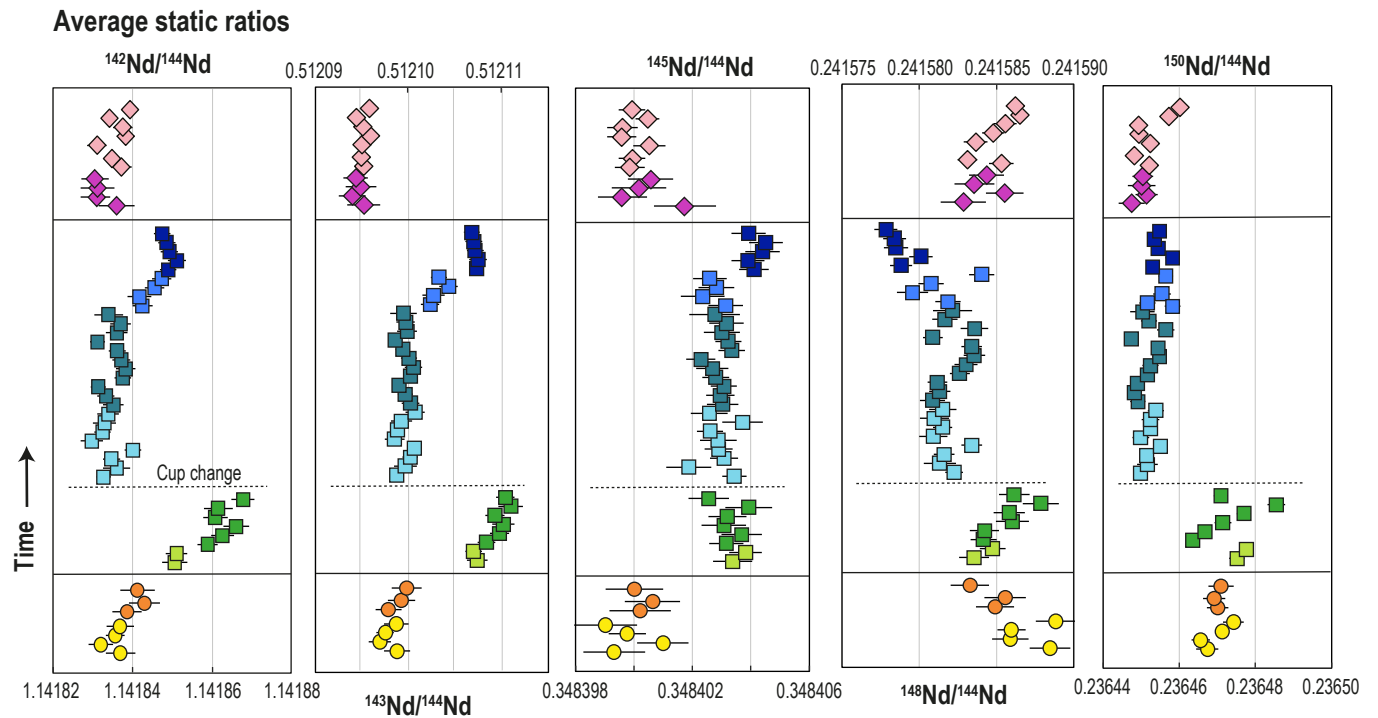 Average static ratios
¹⁴²Nd/¹⁴⁴Nd
0.51209 0.51210 0.51211
¹⁴⁵Nd/¹⁴⁴Nd
0.241575 0.241580 0.241585 0.241590
¹⁵⁰Nd/¹⁴⁴Nd
Cup change
Time
1.14182 1.14184 1.14186 1.14188
¹⁴³Nd/¹⁴⁴Nd
0.348398 0.348402 0.348406
¹⁴⁸Nd/¹⁴⁴Nd
0.23644 0.23646 0.23648 0.23650